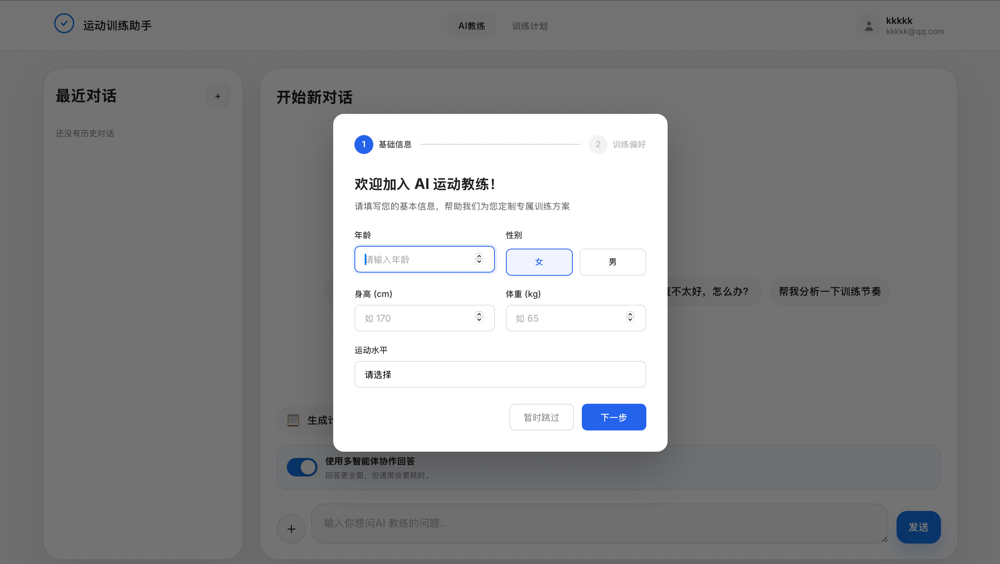 运动训练助手
AI教练
训练计划
kkkkk
kkkkk@qq.com
最近对话
+
还没有历史对话
开始新对话
1 基础信息
2 训练偏好
欢迎加入 AI 运动教练！
请填写您的基本信息，帮助我们为您定制专属训练方案
年龄
性别
请输入年龄
女
男
身高 (cm)
体重 (kg)
如 170
如 65
运动水平
请选择
暂时跳过
下一步
不太好，怎么办?
帮我分析一下训练节奏
生成
使用多智能体协作回答
回答更全面，但通常会更耗时。
+
输入你想问AI 教练的问题..
发送